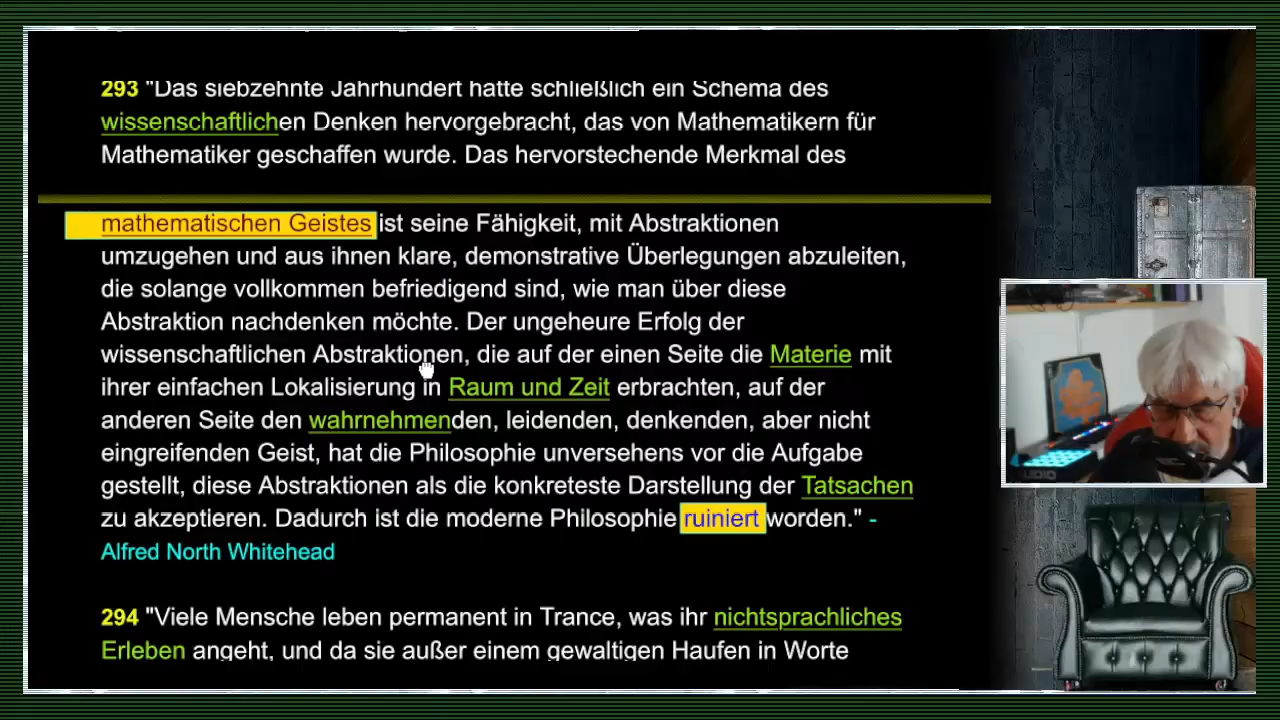 293 "Das siebzehnte Jahrhundert hatte schließlich ein Schema des
wissenschaftlichen Denken hervorgebracht, das von Mathematikern für
Mathematiker geschaffen wurde. Das hervorstechende Merkmal des
mathematischen Geistes ist seine Fähigkeit, mit Abstraktionen
umzugehen und aus ihnen klare, demonstrative Überlegungen abzuleiten,
die solange vollkommen befriedigend sind, wie man über diese
Abstraktion nachdenken möchte. Der ungeheure Erfolg der
wissenschaftlichen Abstraktionen, die auf der einen Seite die Materie mit
ihrer einfachen Lokalisierung in Raum und Zeit erbrachten, auf der
anderen Seite den wahrnehmenden, leidenden, denkenden, aber nicht
eingreifenden Geist, hat die Philosophie unversehens vor die Aufgabe
gestellt, diese Abstraktionen als die konkreteste Darstellung der Tatsachen
zu akzeptieren. Dadurch ist die moderne Philosophie ruiniert worden." -
Alfred North Whitehead
294 "Viele Mensche leben permanent in Trance, was ihr nichtsprachliches
Erleben angeht, und da sie außer einem gewaltigen Haufen in Worte